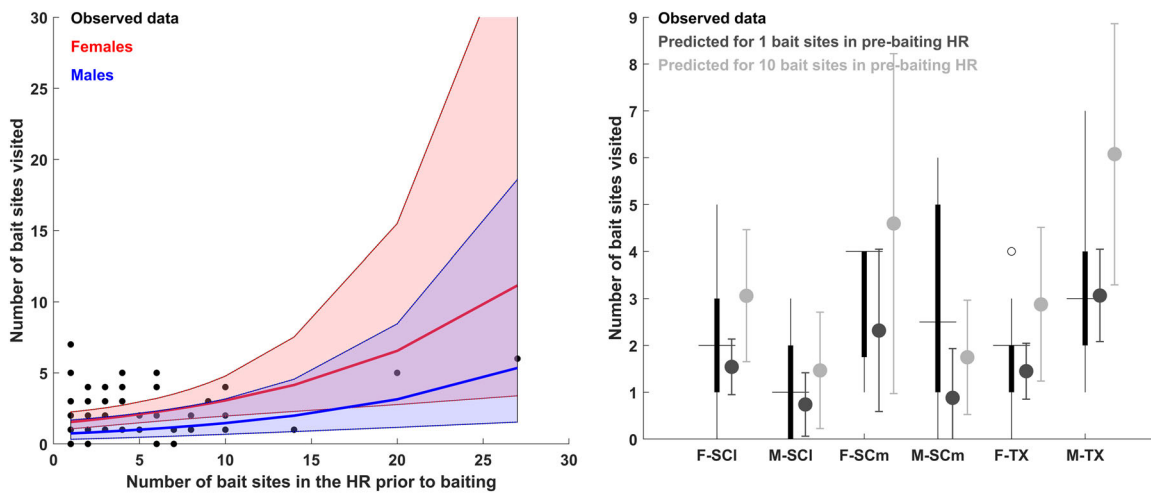 30
25
20
15
10
5
0
Number of bait sites visited
Observed data
Females
Males
0 5 10 15 20 25 30
Number of bait sites in the HR prior to baiting
9
8
7
6
5
4
3
2
1
0
Number of bait sites visited
Observed data
Predicted for 1 bait sites in pre-baiting HR
Predicted for 10 bait sites in pre-baiting HR
F-SCl M-SCl F-SCm M-SCm F-TX M-TX